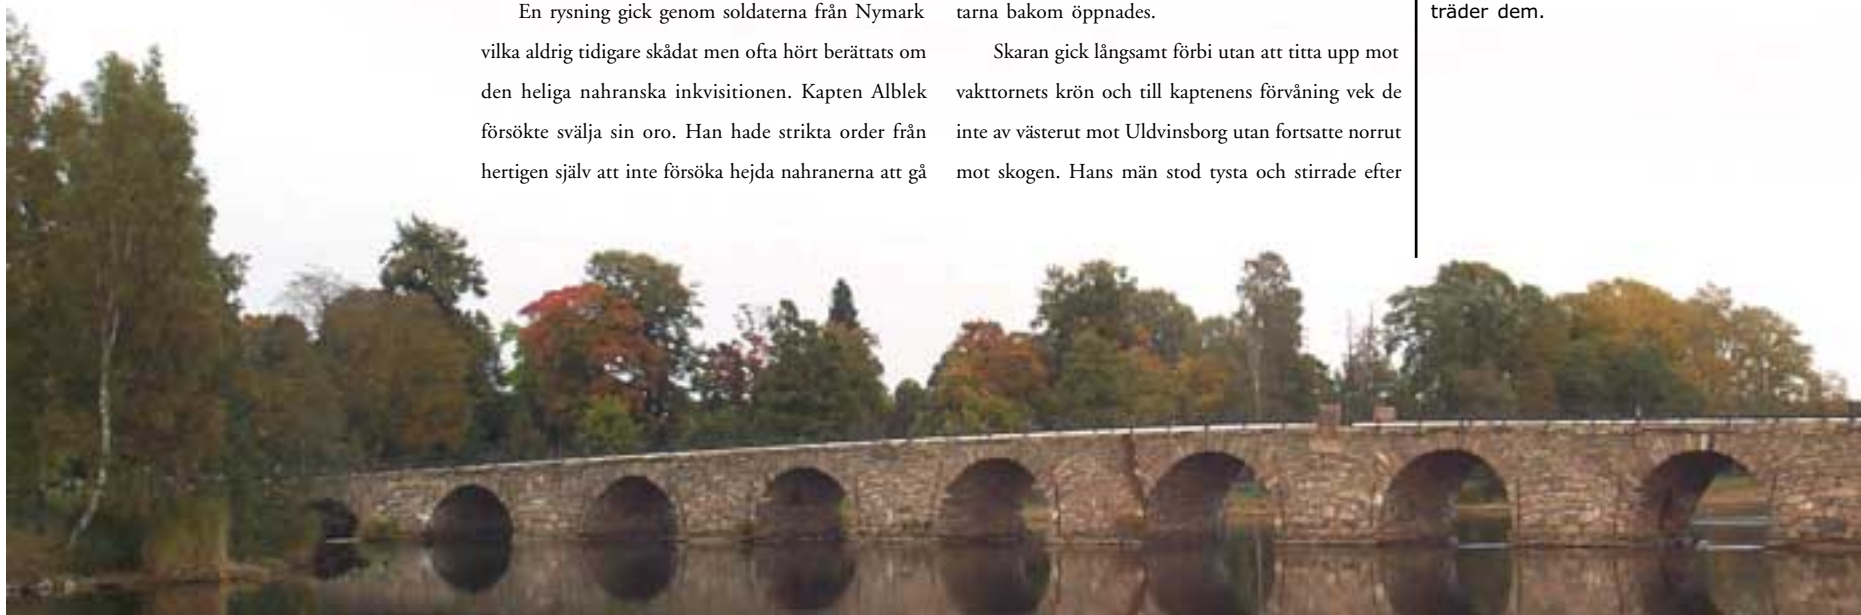 En rysning gick genom soldaterna från Nymark
vilka aldrig tidigare skådat men ofta hört berättats om
den heliga nahranska inkvisitionen. Kapten Alblek
försökte svälja sin oro. Han hade strikta order från
hertigen själv att inte försöka hejda nahranerna att gå
tarna bakom öppnades.
Skaran gick långsamt förbi utan att titta upp mot
vakttornets krön och till kaptenens förvåning vek de
inte av västerut mot Uldvinsborg utan fortsatte norrut
mot skogen. Hans män stod tysta och stirrade efter
träder dem.